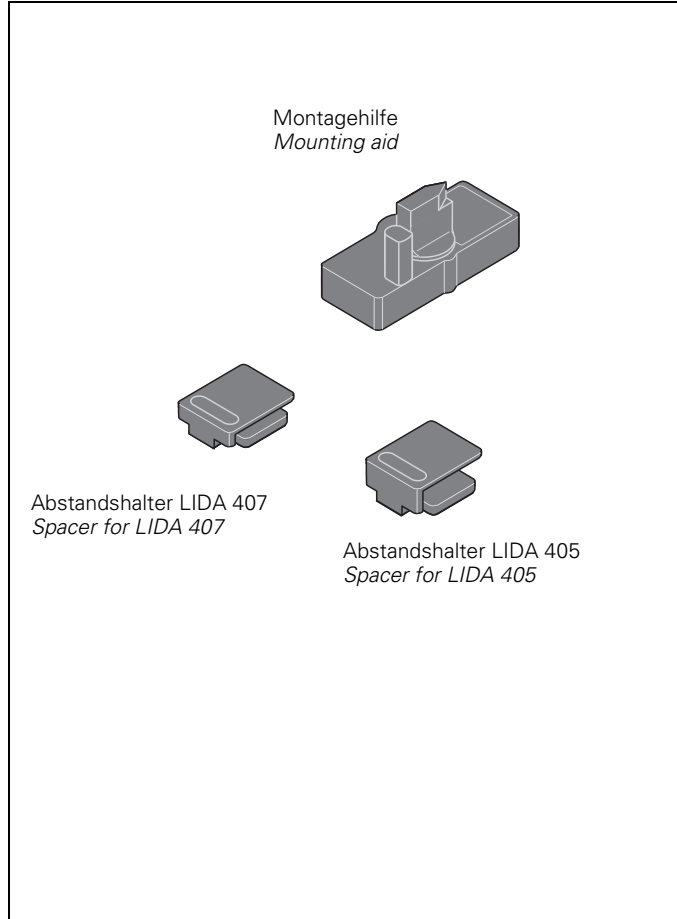 Montagehilfe
Mounting aid
Abstandshalter LIDA 407
Spacer for LIDA 407
Abstandshalter LIDA 405
Spacer for LIDA 405